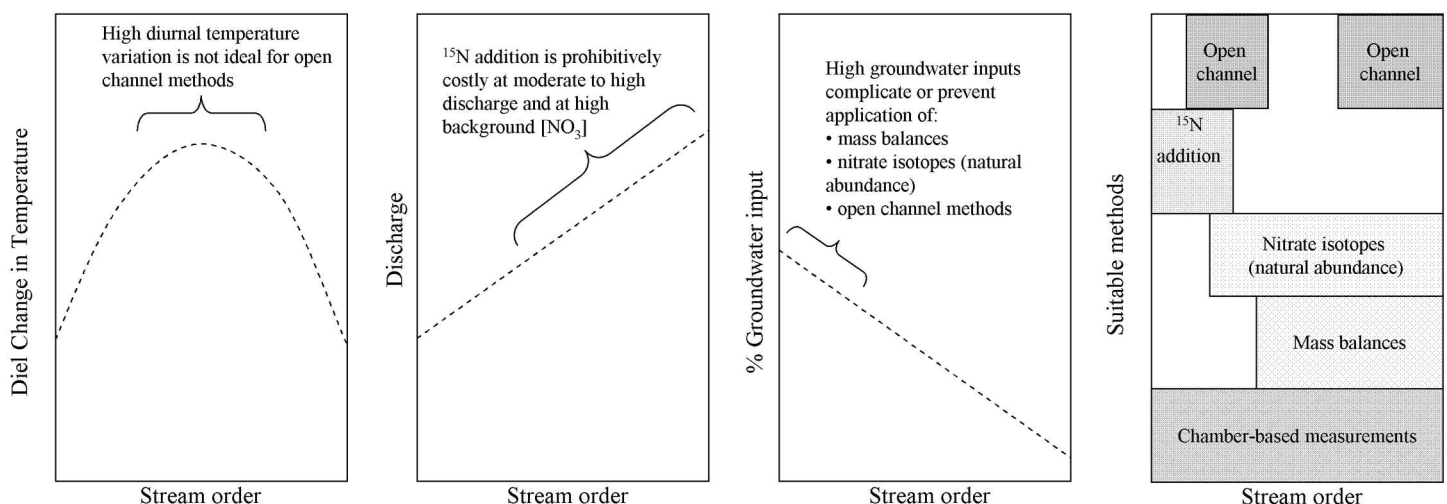 Diel Change in Temperature
High diurnal temperature
variation is not ideal for open
channel methods
Stream order
Discharge
¹⁵N addition is prohibitively
costly at moderate to high
discharge and at high
background [NO₃]
Stream order
% Groundwater input
High groundwater inputs
complicate or prevent
application of:
• mass balances
• nitrate isotopes (natural
abundance)
• open channel methods
Stream order
Suitable methods
Open
channel
Open
channel
¹⁵N
addition
Nitrate isotopes
(natural abundance)
Mass balances
Chamber-based measurements
Stream order